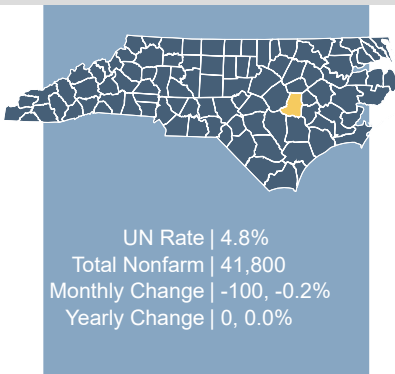 UN Rate | 4.8%
Total Nonfarm | 41,800
Monthly Change | -100, -0.2%
Yearly Change | 0, 0.0%